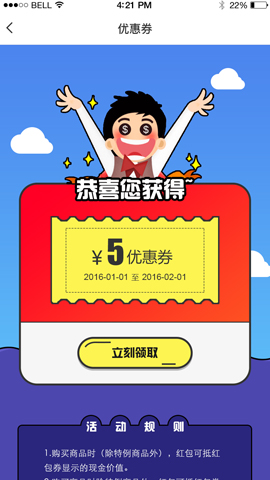 BELL 4:21 PM 22%
优惠券
恭喜您获得~
¥5优惠券
2016-01-01 至 2016-02-01
立刻领取
活动规则
1.购买商品时（除特例商品外），红包可抵红
包券显示的现金价值。